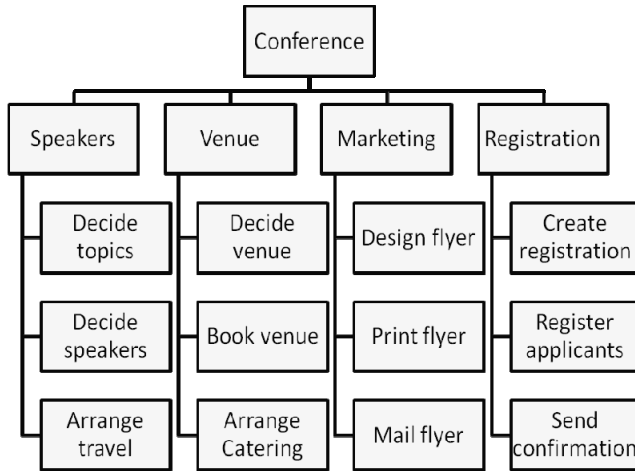 Conference
Speakers
Venue
Marketing
Registration
Decide
topics
Decide
venue
Design flyer
Create
registration
Decide
speakers
Book venue
Print flyer
Register
applicants
Arrange
travel
Arrange
Catering
Mail flyer
Send
confirmation